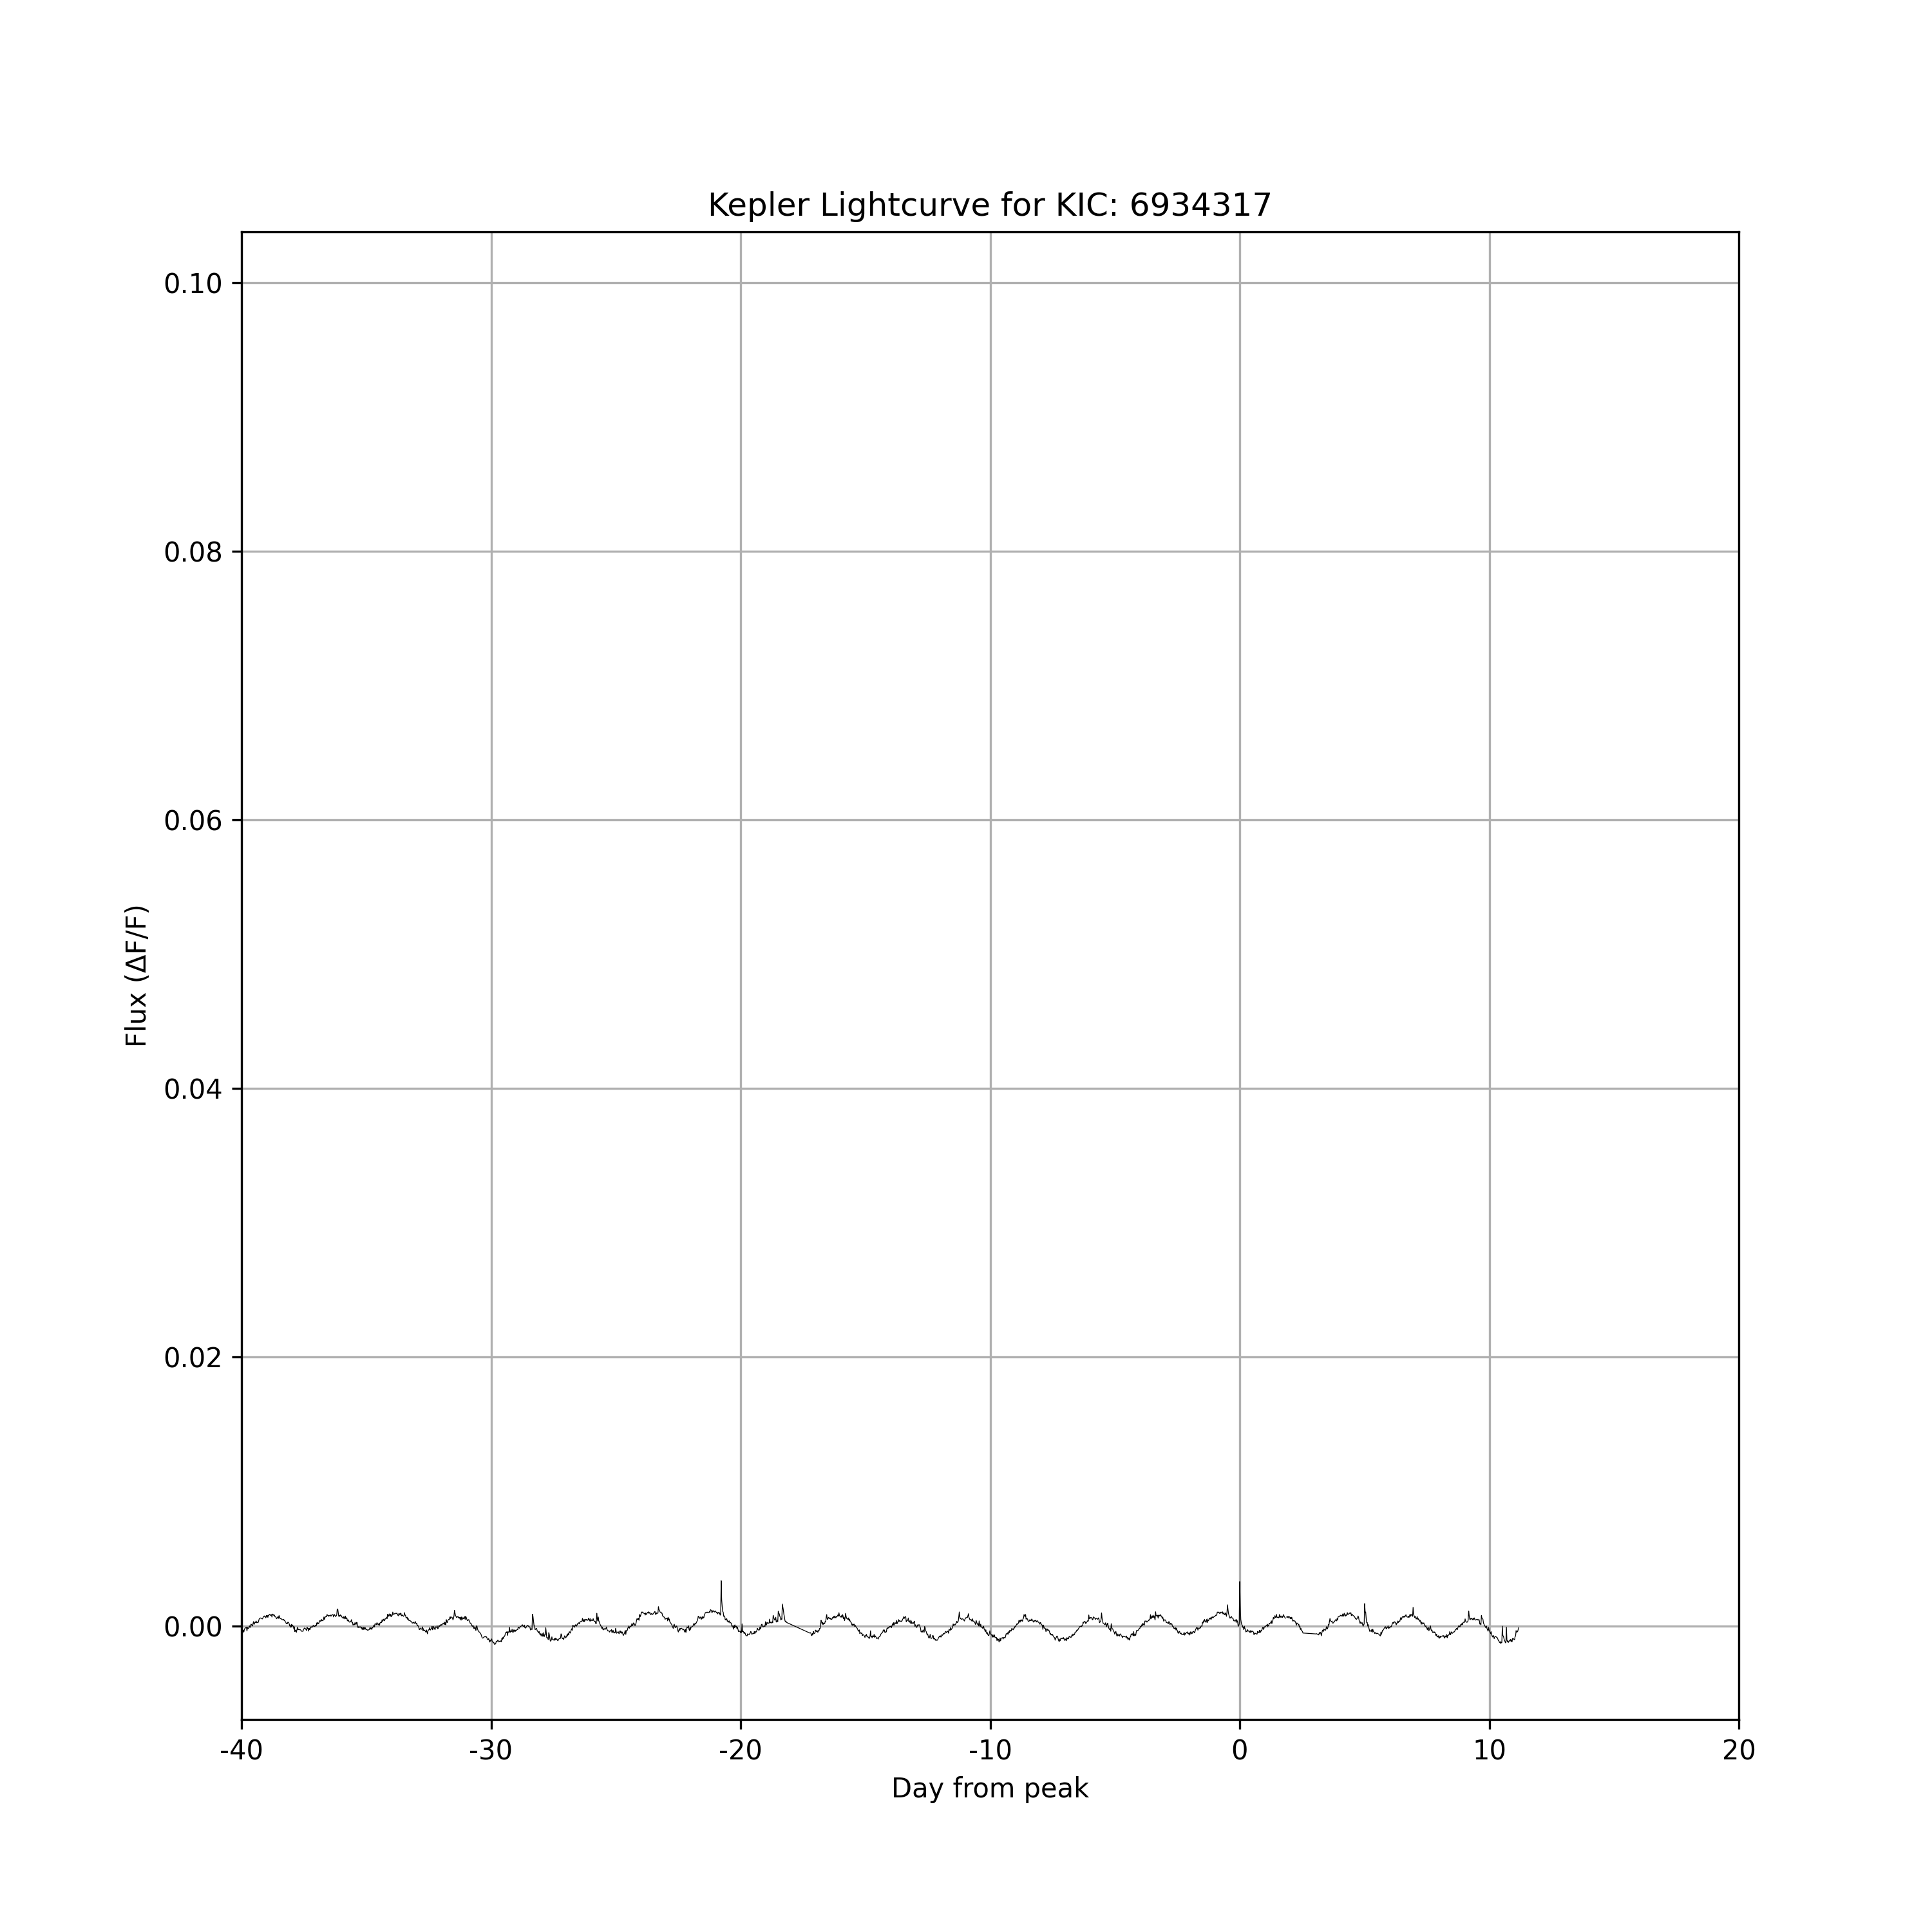 Kepler Lightcurve for KIC: 6934317
0.10
0.08
0.06
0.04
0.02
0.00
Flux (ΔF/F)
-40 -30 -20 -10 0 10 20
Day from peak